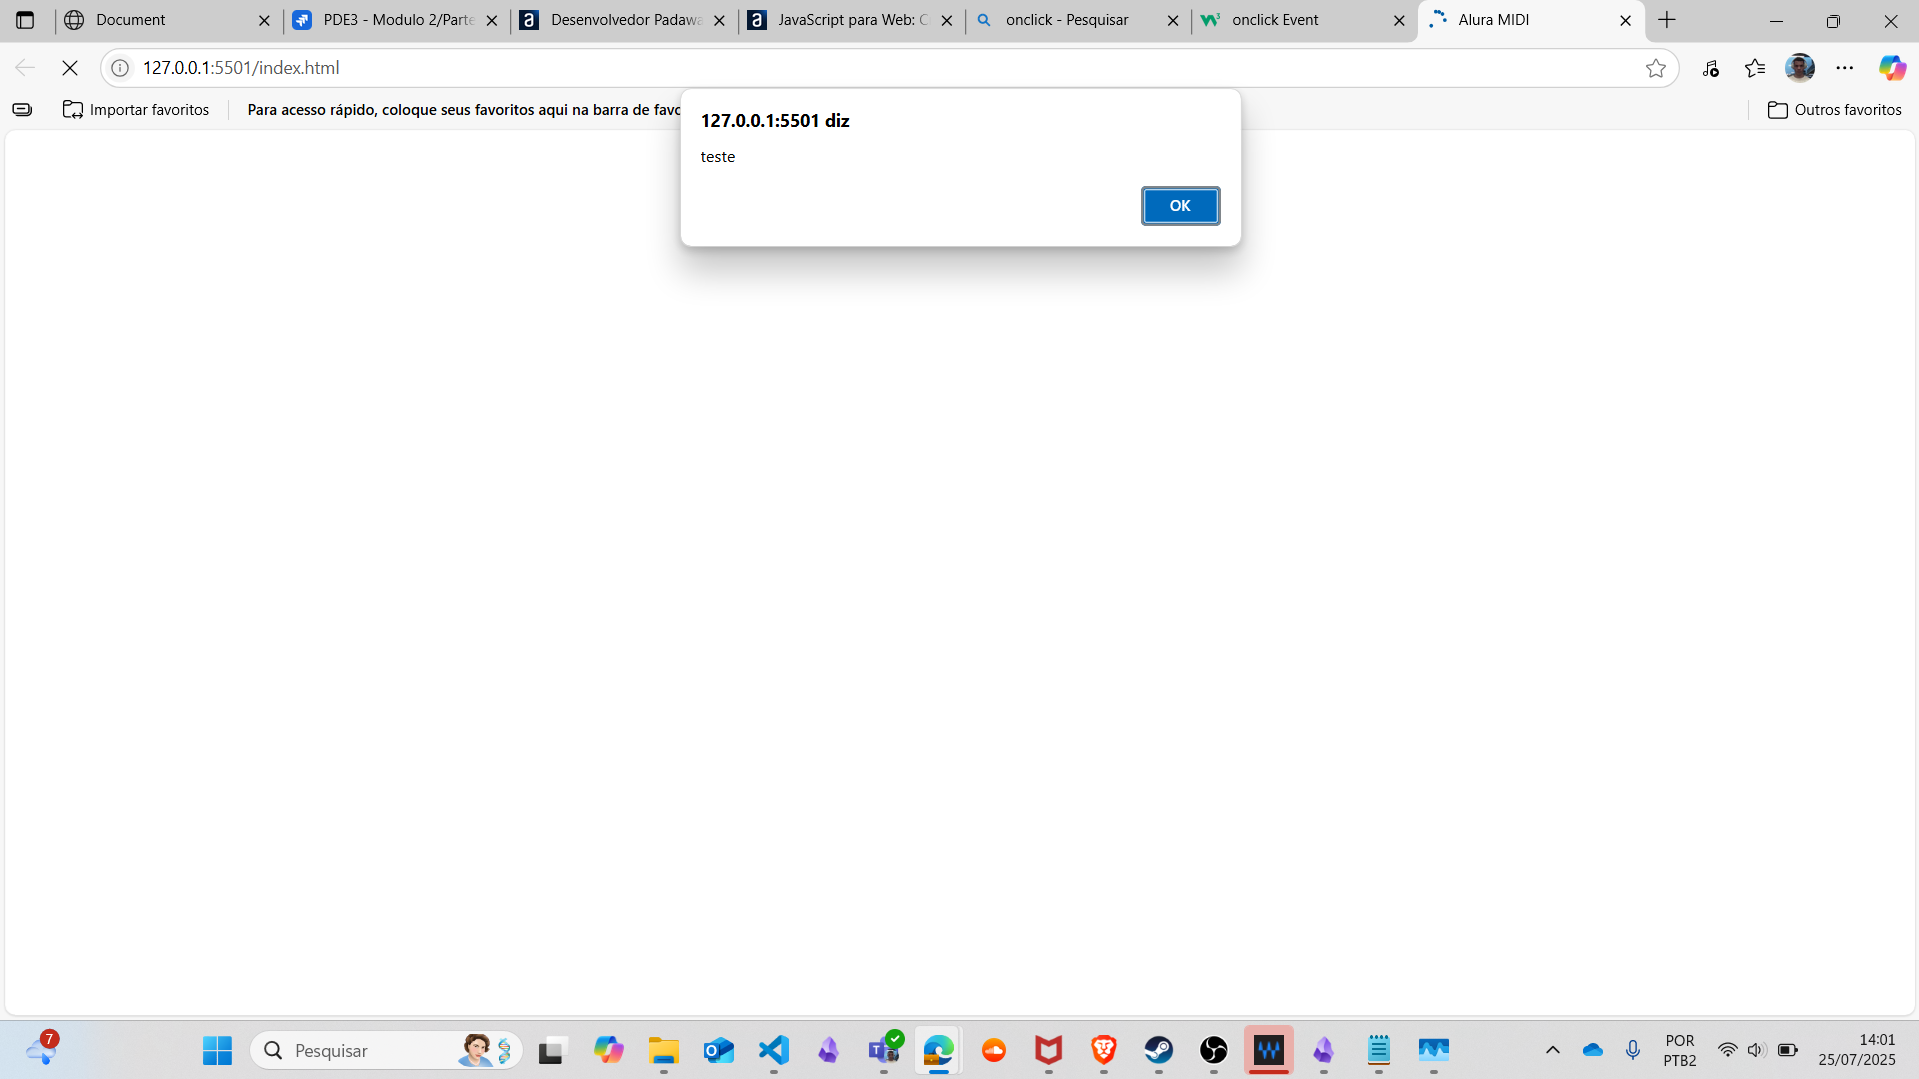 Document
PDE3 - Modulo 2/Parte
Desenvolvedor Padawa
JavaScript para Web: C
onclick - Pesquisar
onclick Event
Alura MIDI
127.0.0.1:5501/index.html
Importar favoritos
Para acesso rápido, coloque seus favoritos aqui na barra de favo
Outros favoritos
127.0.0.1:5501 diz
teste
OK
7
Pesquisar
POR
PTB2
14:01
25/07/2025